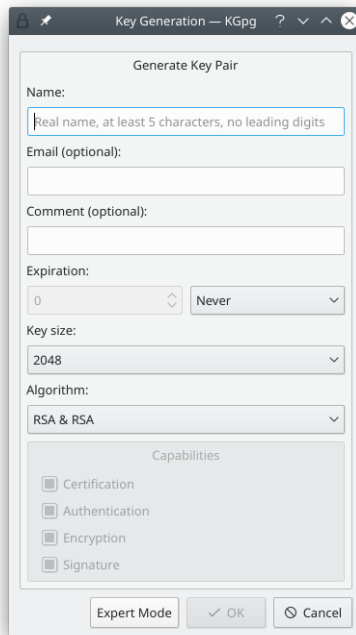 Key Generation — KGpg
Generate Key Pair
Name:
Real name, at least 5 characters, no leading digits
Email (optional):
Comment (optional):
Expiration:
0 Never
Key size:
2048
Algorithm:
RSA & RSA
Capabilities
Certification
Authentication
Encryption
Signature
Expert Mode OK Cancel